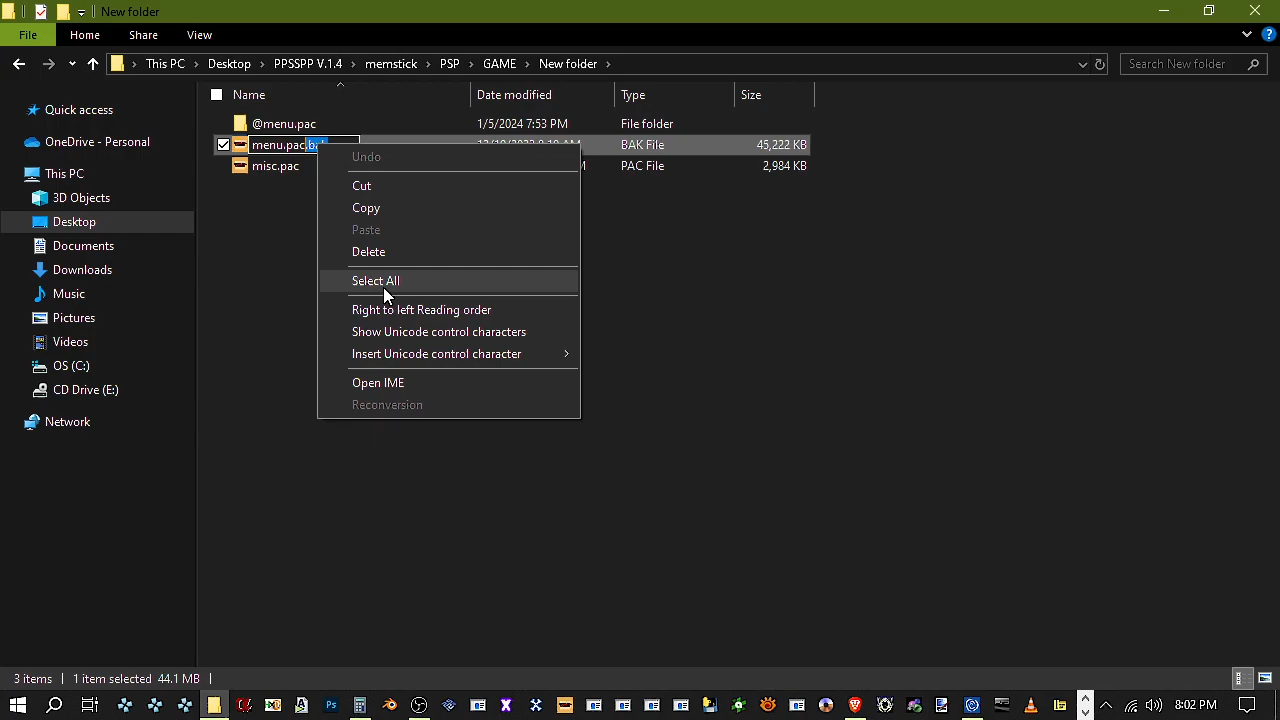 New folder
File Home Share View
This PC Desktop PPSSPP V.1.4 memstick PSP GAME New folder Search New folder
Name Date modified Type Size
Quick access
OneDrive - Personal
This PC
3D Objects
Desktop
Documents
Downloads
Music
Pictures
Videos
OS (C:)
CD Drive (E:)
Network
@menu.pac 1/5/2024 7:53 PM File folder
menu.pac BAK File 45,222 KB
misc.pac PAC File 2,984 KB
Undo
Cut
Copy
Paste
Delete
Select All
Right to left Reading order
Show Unicode control characters
Insert Unicode control character
Open IME
Reconversion
3 items 1 item selected 44.1 MB
8:02 PM